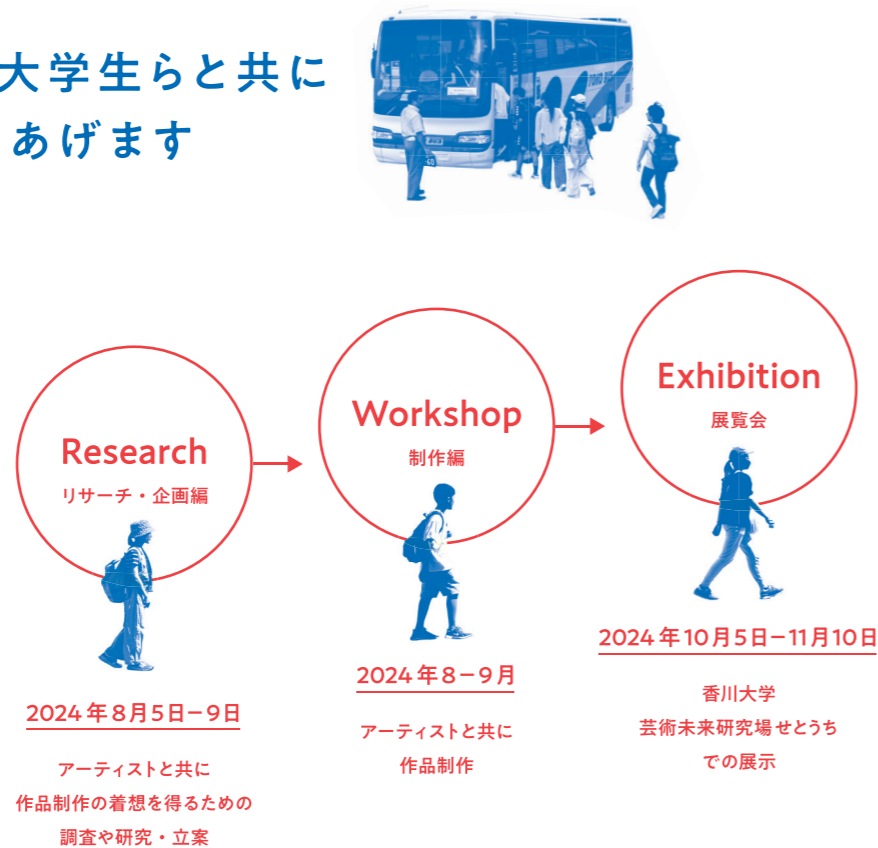 大学生らと共に
あげます
Research
リサーチ・企画編
2024年8月5日−9日
アーティストと共に
作品制作の着想を得るための
調査や研究・立案
Workshop
制作編
2024年8−9月
アーティストと共に
作品制作
Exhibition
展覧会
2024年10月5日−11月10日
香川大学
芸術未来研究場せとうち
での展示